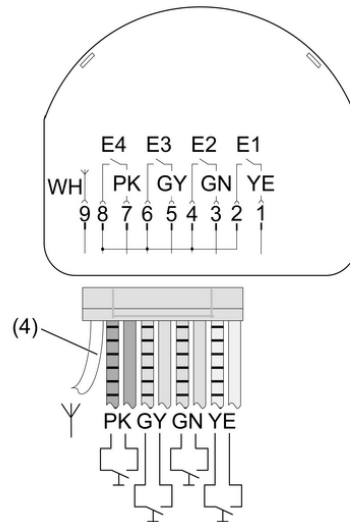 E4 E3 E2 E1
WH PK GY GN YE
9 8 7 6 5 4 3 2 1
(4)
PK GY GN YE